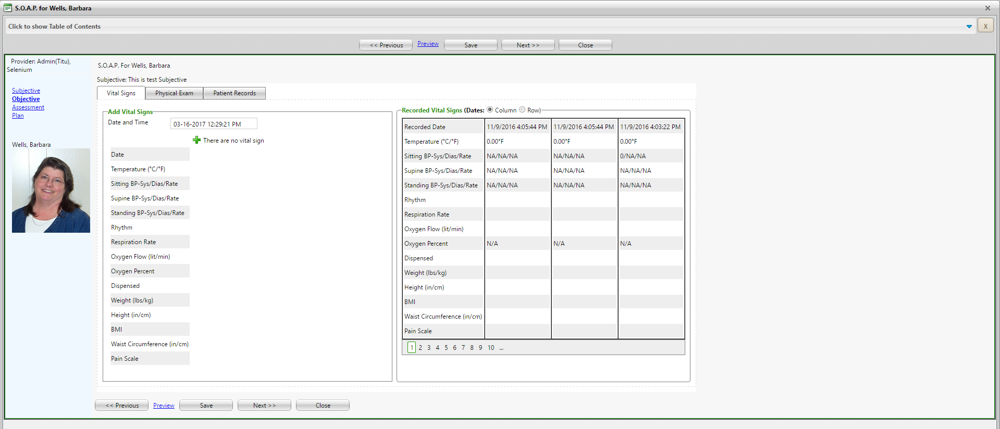 S.O.A.P. for Wells, Barbara
Click to show Table of Contents
X
<< Previous Preview Save Next >> Close
Provider: Admin(Titu),
Selenium
Subjective
Objective
Assessment
Plan
Wells, Barbara
S.O.A.P. For Wells, Barbara
Subjective: This is test Subjective
Vital Signs Physical Exam Patient Records
Add Vital Signs
Date and Time 03-16-2017 12:29:21 PM
There are no vital sign
Date
Temperature (°C/°F)
Sitting BP-Sys/Dias/Rate
Supine BP-Sys/Dias/Rate
Standing BP-Sys/Dias/Rate
Rhythm
Respiration Rate
Oxygen Flow (lit/min)
Oxygen Percent
Dispensed
Weight (lbs/kg)
Height (in/cm)
BMI
Waist Circumference (in/cm)
Pain Scale
Recorded Vital Signs (Dates: Column Row)
Recorded Date 11/9/2016 4:05:44 PM 11/9/2016 4:05:44 PM 11/9/2016 4:03:22 PM
Temperature (°C/°F) 0.00°F 0.00°F 0.00°F
Sitting BP-Sys/Dias/Rate NA/NA/NA NA/NA/NA 0/NA/NA
Supine BP-Sys/Dias/Rate NA/NA/NA NA/NA/NA NA/NA/NA
Standing BP-Sys/Dias/Rate NA/NA/NA NA/NA/NA NA/NA/NA
Rhythm
Respiration Rate
Oxygen Flow (lit/min)
Oxygen Percent N/A N/A N/A
Dispensed
Weight (lbs/kg)
Height (in/cm)
BMI
Waist Circumference (in/cm)
Pain Scale
1 2 3 4 5 6 7 8 9 10 ...
<< Previous Preview Save Next >> Close